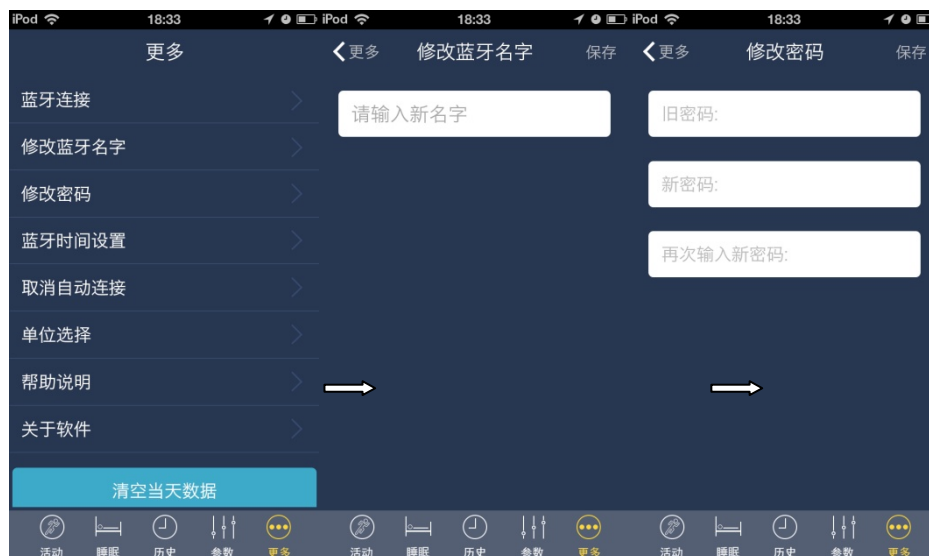 iPod 18:33
更多
蓝牙连接
修改蓝牙名字
修改密码
蓝牙时间设置
取消自动连接
单位选择
帮助说明
关于软件
清空当天数据
活动 睡眠 历史 参数 更多
iPod 18:33
更多 修改蓝牙名字 保存
请输入新名字
活动 睡眠 历史 参数 更多
iPod 18:33
更多 修改密码 保存
旧密码:
新密码:
再次输入新密码:
活动 睡眠 历史 参数 更多